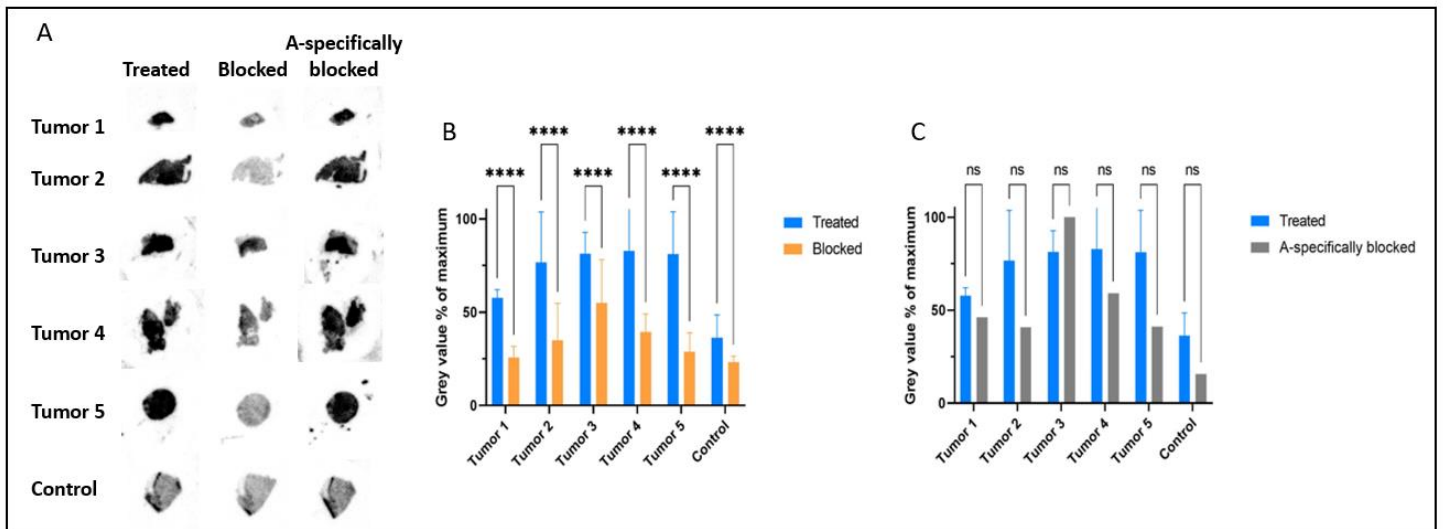 A
Treated
Blocked
A-specifically
blocked
Tumor 1
Tumor 2
Tumor 3
Tumor 4
Tumor 5
Control
B
**** **** ****
**** **** ****
Grey value % of maximum
100
50
0
Tumor 1
Tumor 2
Tumor 3
Tumor 4
Tumor 5
Control
Treated
Blocked
C
ns ns ns ns ns ns
Grey value % of maximum
100
50
0
Tumor 1
Tumor 2
Tumor 3
Tumor 4
Tumor 5
Control
Treated
A-specifically blocked